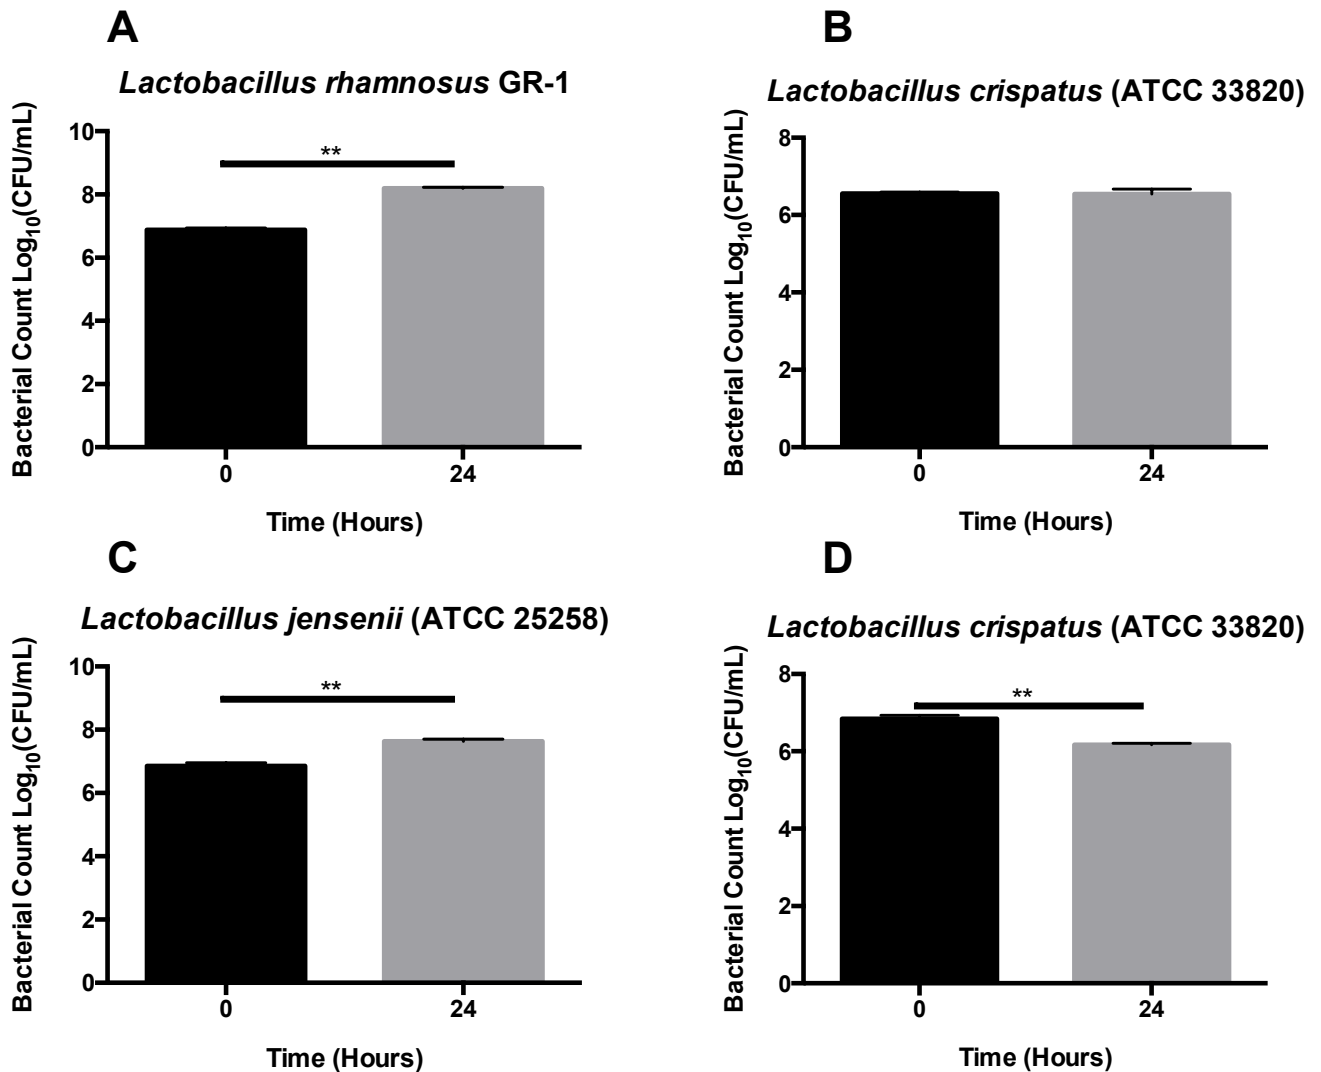 A
Lactobacillus rhamnosus GR-1
Bacterial Count Log10(CFU/mL)
10
8
6
4
2
0
**
0
24
Time (Hours)
B
Lactobacillus crispatus (ATCC 33820)
Bacterial Count Log10(CFU/mL)
8
6
4
2
0
0
24
Time (Hours)
C
Lactobacillus jensenii (ATCC 25258)
Bacterial Count Log10(CFU/mL)
10
8
6
4
2
0
**
0
24
Time (Hours)
D
Lactobacillus crispatus (ATCC 33820)
Bacterial Count Log10(CFU/mL)
8
6
4
2
0
**
0
24
Time (Hours)